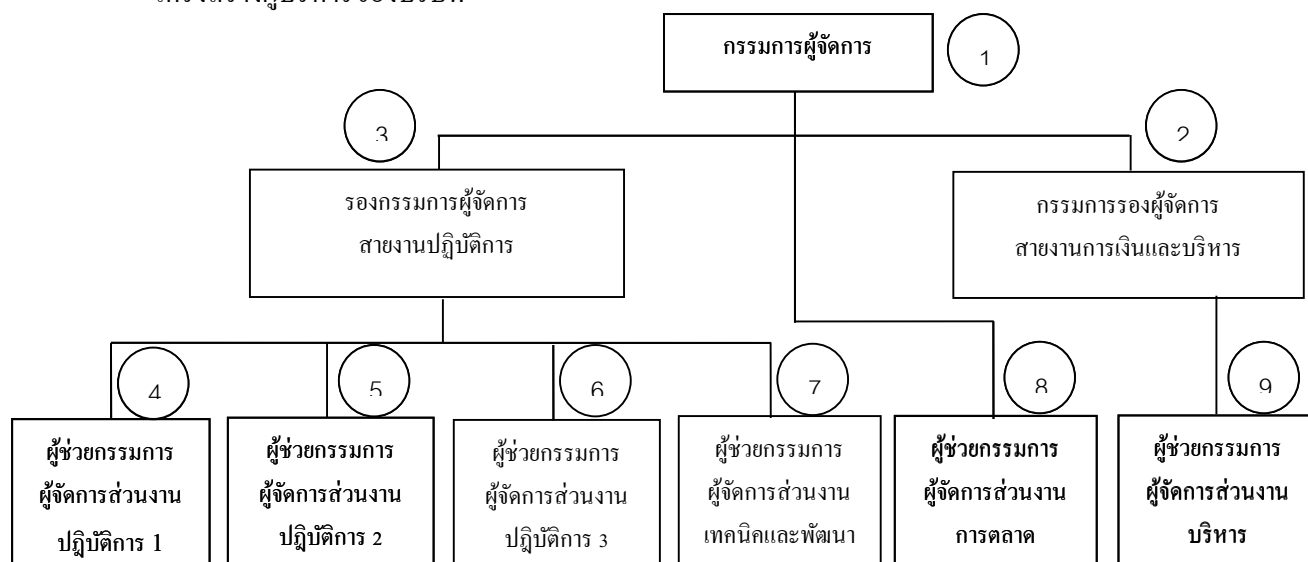 กรรมการผู้จัดการ
1
3
2
รองกรรมการผู้จัดการ
สายงานปฏิบัติการ
กรรมการรองผู้จัดการ
สายงานการเงินและบริหาร
4
5
6
7
8
9
ผู้ช่วยกรรมการ
ผู้จัดการส่วนงาน
ปฎิบัติการ 1
ผู้ช่วยกรรมการ
ผู้จัดการส่วนงาน
ปฎิบัติการ 2
ผู้ช่วยกรรมการ
ผู้จัดการส่วนงาน
ปฎิบัติการ 3
ผู้ช่วยกรรมการ
ผู้จัดการส่วนงาน
เทคนิคและพัฒนา
ผู้ช่วยกรรมการ
ผู้จัดการส่วนงาน
การตลาด
ผู้ช่วยกรรมการ
ผู้จัดการส่วนงาน
บริหาร